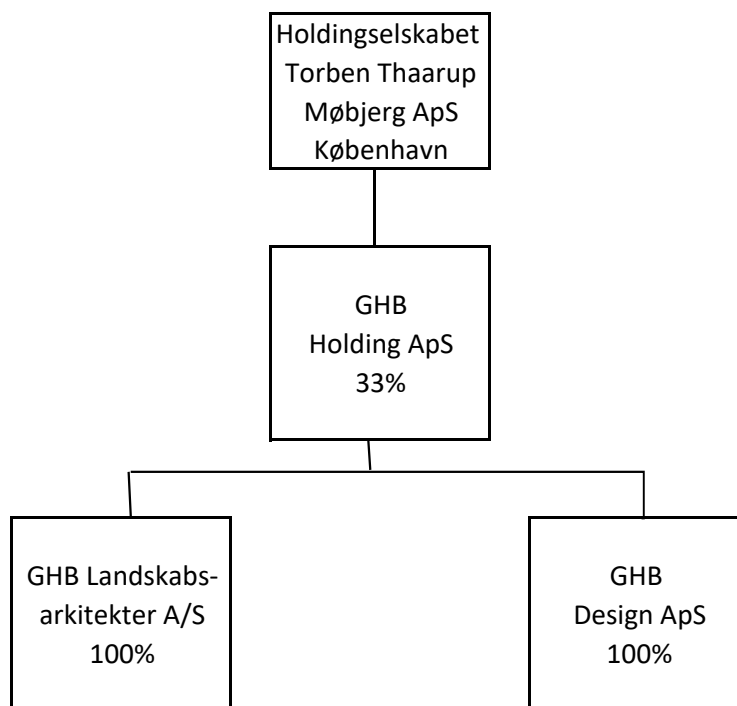 Holdingselskabet
Torben Thaarup
Møbjerg ApS
København
GHB
Holding ApS
33%
GHB Landskabs-
arkitekter A/S
100%
GHB
Design ApS
100%